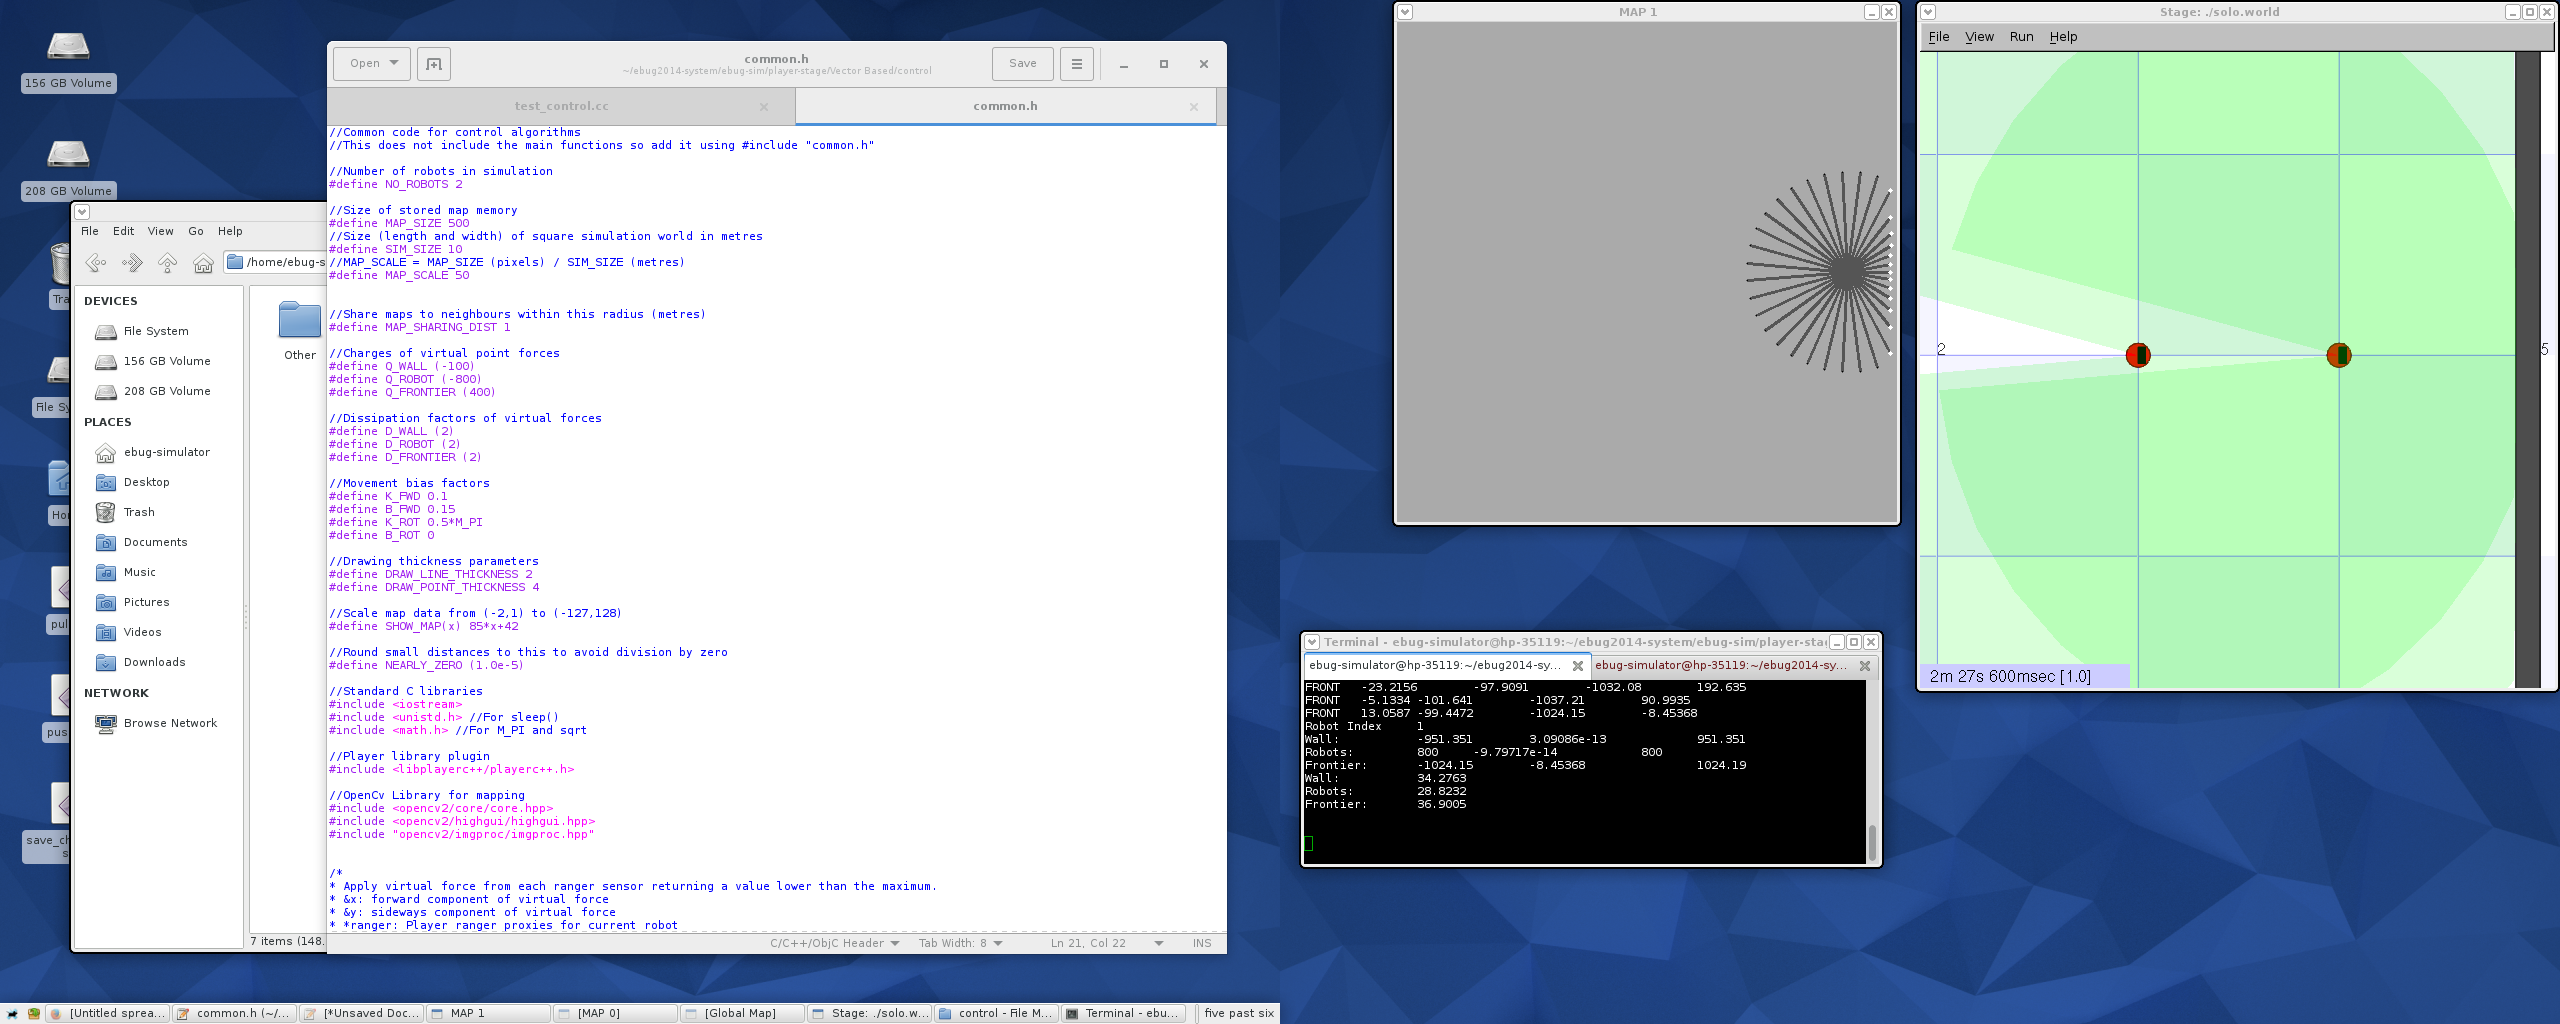 156 GB Volume
208 GB Volume
File Edit View Go Help
/home/ebug-s
DEVICES
File System
156 GB Volume
208 GB Volume
PLACES
ebug-simulator
Desktop
Trash
Documents
Music
Pictures
Videos
Downloads
NETWORK
Browse Network
Other
7 items (148.
Tra
File Sy
Ho
pul
pus
save_ch
s
Open
common.h
~/ebug2014-system/ebug-sim/player-stage/Vector Based/control
Save
test_control.cc
common.h
//Common code for control algorithms
//This does not include the main functions so add it using #include "common.h"
//Number of robots in simulation
#define NO_ROBOTS 2
//Size of stored map memory
#define MAP_SIZE 500
//Size (length and width) of square simulation world in metres
#define SIM_SIZE 10
//MAP_SCALE = MAP_SIZE (pixels) / SIM_SIZE (metres)
#define MAP_SCALE 50
//Share maps to neighbours within this radius (metres)
#define MAP_SHARING_DIST 1
//Charges of virtual point forces
#define Q_WALL (-100)
#define Q_ROBOT (-800)
#define Q_FRONTIER (400)
//Dissipation factors of virtual forces
#define D_WALL (2)
#define D_ROBOT (2)
#define D_FRONTIER (2)
//Movement bias factors
#define K_FWD 0.1
#define B_FWD 0.15
#define K_ROT 0.5*M_PI
#define B_ROT 0
//Drawing thickness parameters
#define DRAW_LINE_THICKNESS 2
#define DRAW_POINT_THICKNESS 4
//Scale map data from (-2,1) to (-127,128)
#define SHOW_MAP(x) 85*x+42
//Round small distances to this to avoid division by zero
#define NEARLY_ZERO (1.0e-5)
//Standard C libraries
#include <iostream>
#include <unistd.h> //For sleep()
#include <math.h> //For M_PI and sqrt
//Player library plugin
#include <libplayerc++/playerc++.h>
//OpenCv Library for mapping
#include <opencv2/core/core.hpp>
#include <opencv2/highgui/highgui.hpp>
#include "opencv2/imgproc/imgproc.hpp"
/*
* Apply virtual force from each ranger sensor returning a value lower than the maximum.
* &x: forward component of virtual force
* &y: sideways component of virtual force
* *ranger: Player ranger proxies for current robot
C/C++/ObjC Header Tab Width: 8 Ln 21, Col 22 INS
MAP 1
Stage: ./solo.world
File View Run Help
2
5
2m 27s 600msec [1.0]
Terminal - ebug-simulator@hp-35119:~/ebug2014-system/ebug-sim/player-sta
ebug-simulator@hp-35119:~/ebug2014-sy... ebug-simulator@hp-35119:~/ebug2014-sy...
FRONT -23.2156 -97.9091 -1032.08 192.635
FRONT -5.1334 -101.641 -1037.21 90.9935
FRONT 13.0587 -99.4472 -1024.15 -8.45368
Robot Index 1
Wall: -951.351 3.09086e-13 951.351
Robots: 800 -9.79717e-14 800
Frontier: -1024.15 -8.45368 1024.19
Wall: 34.2763
Robots: 28.8232
Frontier: 36.9005
[Untitled sprea... common.h (~/... [*Unsaved Doc... MAP 1 [MAP 0] [Global Map] Stage: ./solo.w... control - File M... Terminal - ebu... five past six